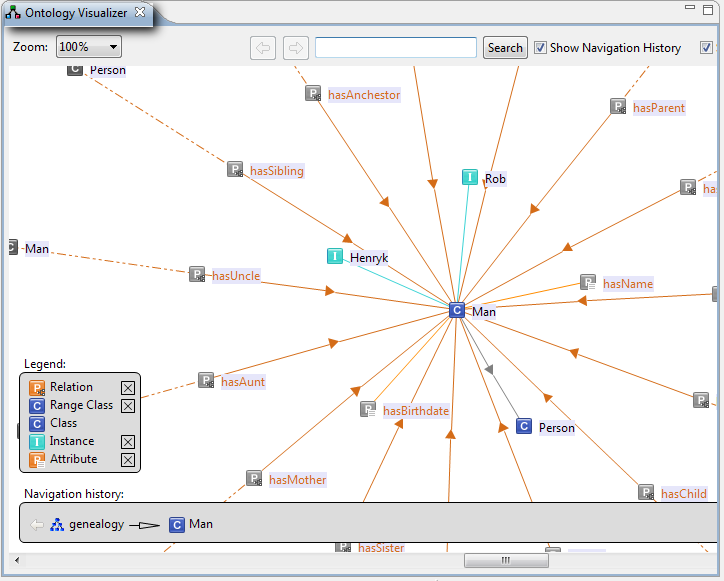 Ontology Visualizer
Zoom: 100% Search Show Navigation History
Person
hasAnchestor
hasParent
hasSibling
Rob
Man
Henryk
hasUncle
hasName
Man
Legend:
Relation
Range Class
Class
Instance
Attribute
hasAunt
hasBirthdate
Person
hasMother
hasChild
Navigation history:
genealogy Man
hasSister